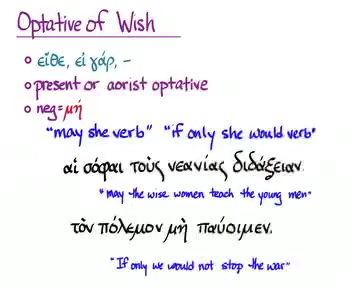 Optative of Wish
○ εἴθε, εἰ γάρ, –
○ present or aorist optative
○ neg = μή
"may she verb" "if only she would verb"
αἱ σόφαι τοὺς νεανίας διδάξειαν.
"may the wise women teach the young men"
τὸν πόλεμον μὴ παύοιμεν.
"If only we would not stop the war"